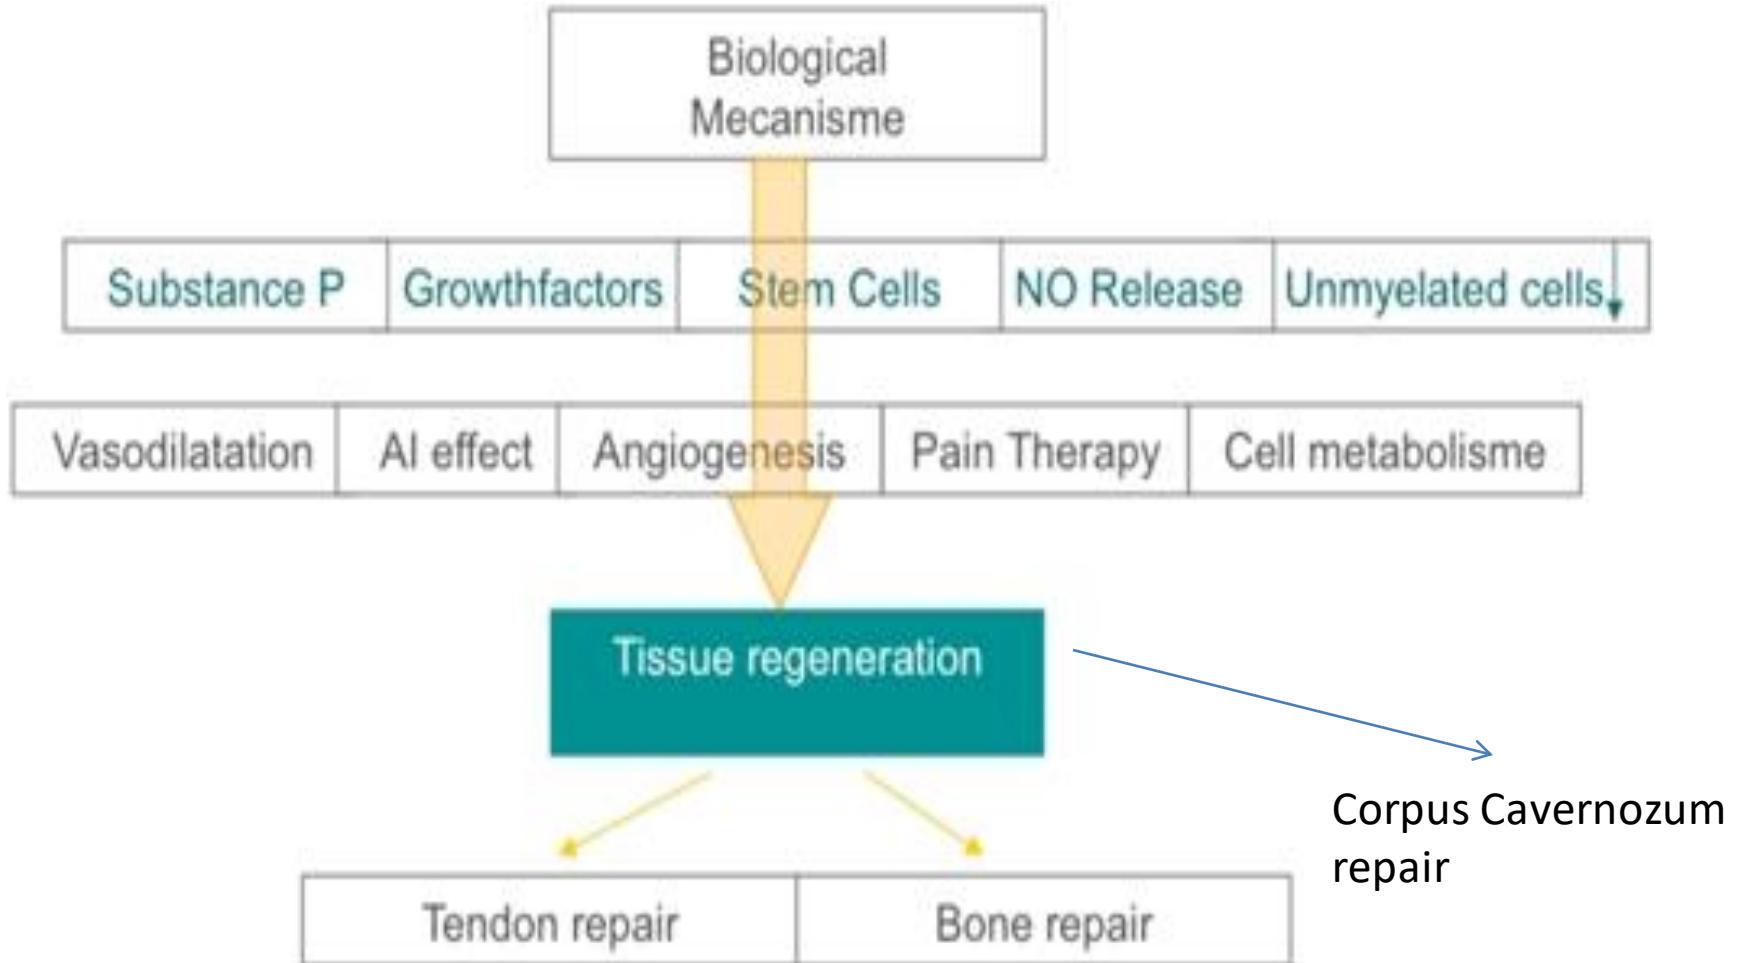 Biological
Mecanisme
Substance P Growthfactors Stem Cells NO Release Unmyelated cells
Vasodilatation AI effect Angiogenesis Pain Therapy Cell metabolisme
Tissue regeneration
Corpus Cavernozum
repair
Tendon repair Bone repair